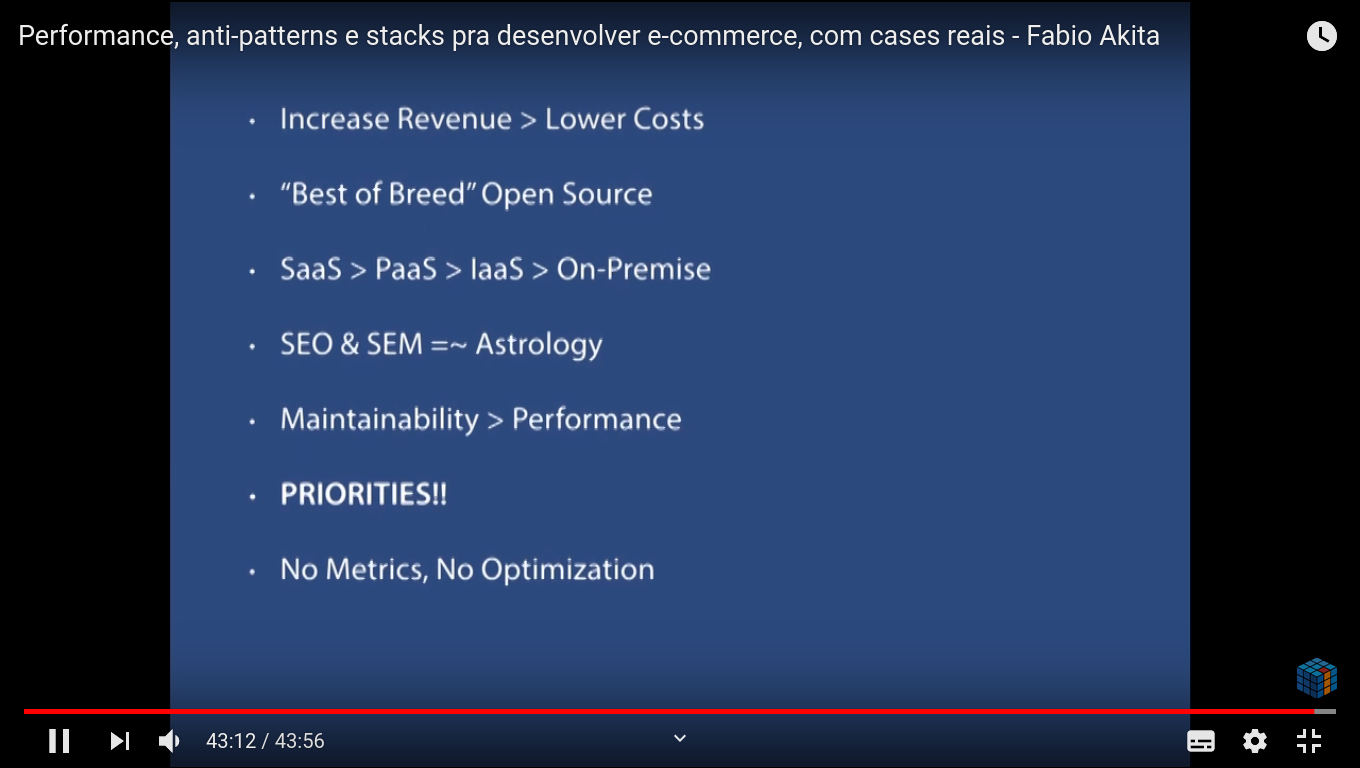 Performance, anti-patterns e stacks pra desenvolver e-commerce, com cases reais - Fabio Akita
• Increase Revenue > Lower Costs
• “Best of Breed” Open Source
• SaaS > PaaS > IaaS > On-Premise
• SEO & SEM =~ Astrology
• Maintainability > Performance
• PRIORITIES!!
• No Metrics, No Optimization
43:12 / 43:56